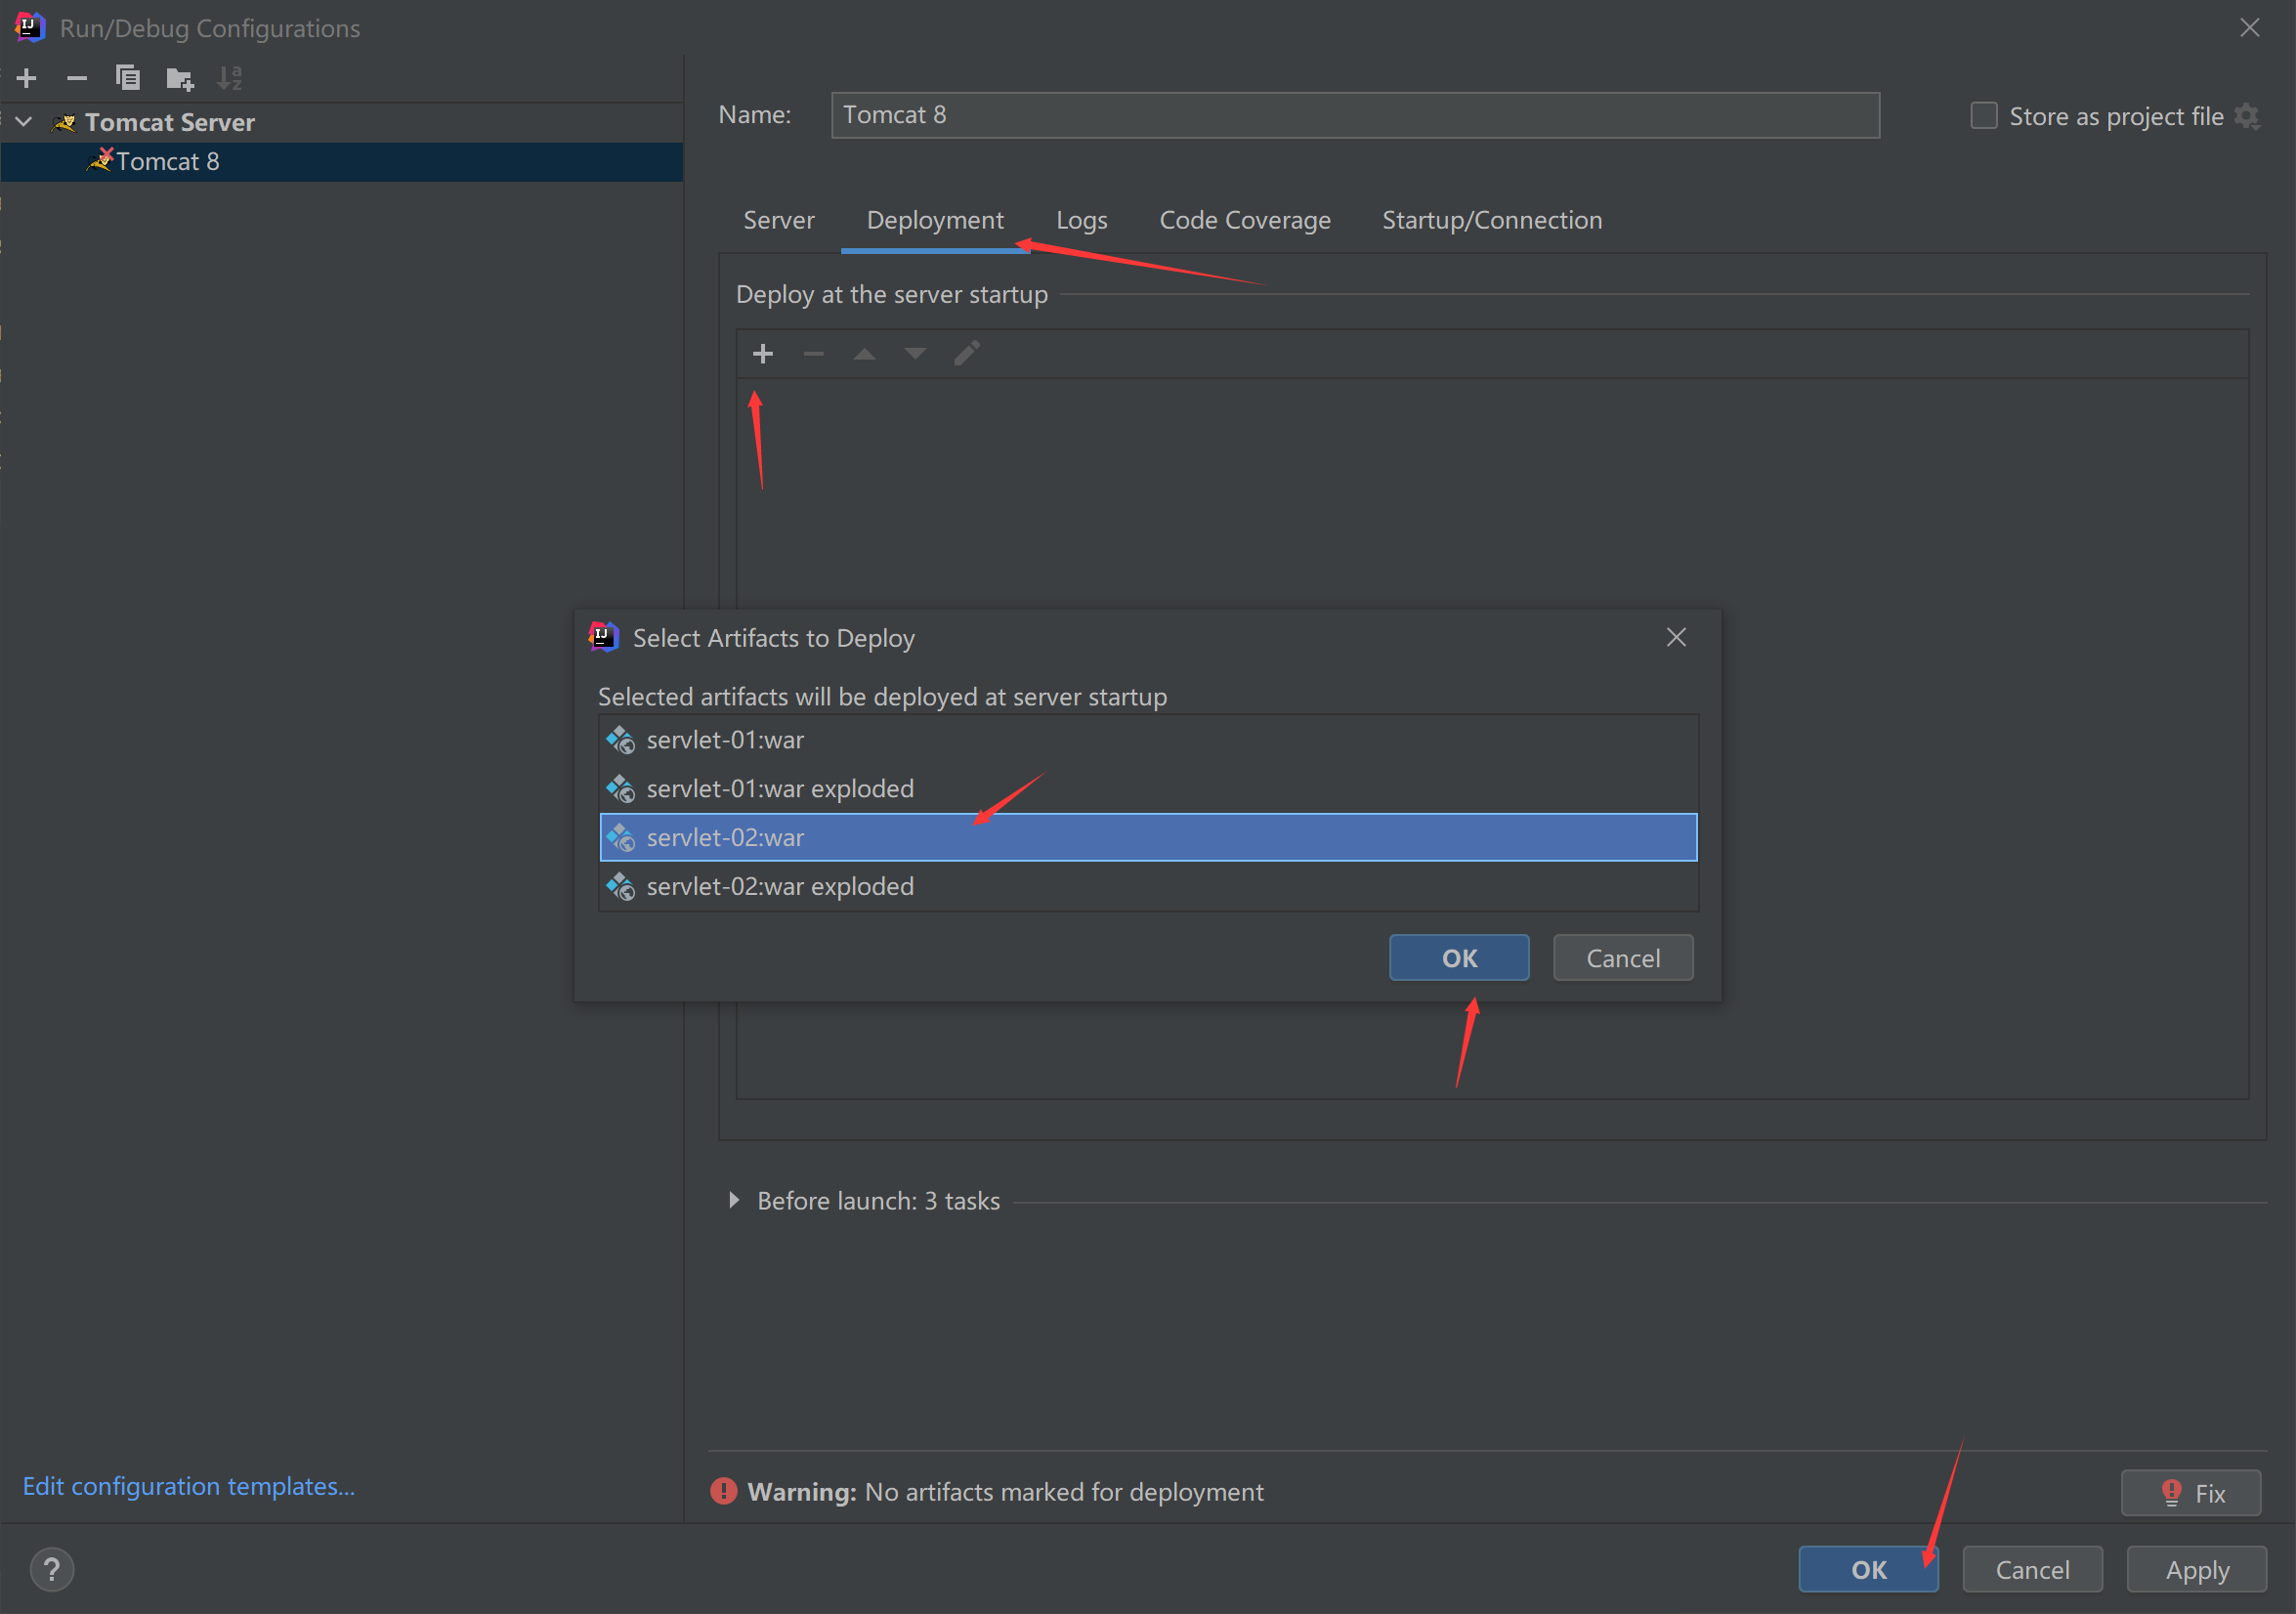 Run/Debug Configurations
Tomcat Server
Tomcat 8
Name:
Tomcat 8
Store as project file
Server
Deployment
Logs
Code Coverage
Startup/Connection
Deploy at the server startup
Select Artifacts to Deploy
Selected artifacts will be deployed at server startup
servlet-01:war
servlet-01:war exploded
servlet-02:war
servlet-02:war exploded
OK
Cancel
Before launch: 3 tasks
Edit configuration templates...
Warning: No artifacts marked for deployment
Fix
?
OK
Cancel
Apply